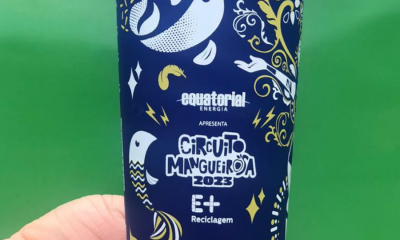 equatorial
ENERGIA
APRESENTA
CIRCUITO
MANGUEIROSA
2023
E+
Reciclagem